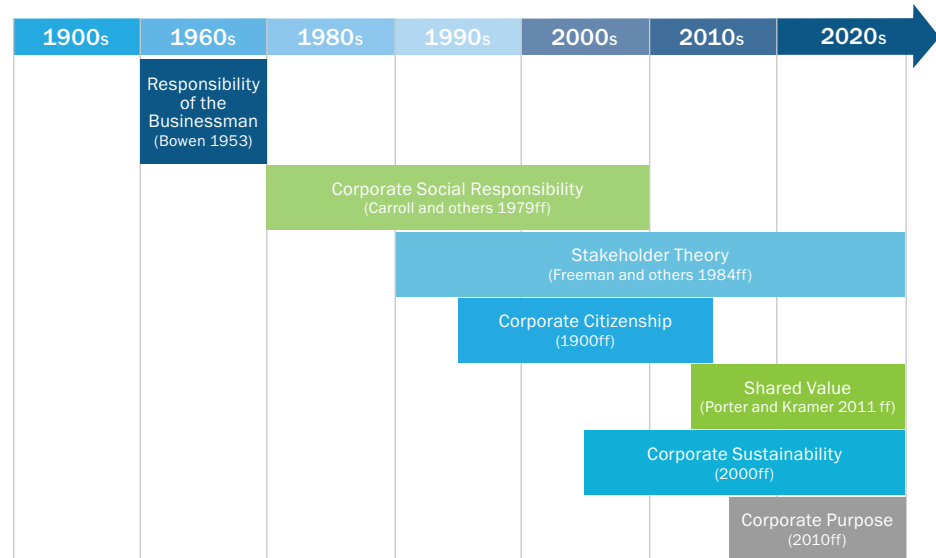 1900s 1960s 1980s 1990s 2000s 2010s 2020s
Responsibility
of the
Businessman
(Bowen 1953)
Corporate Social Responsibility
(Carroll and others 1979ff)
Stakeholder Theory
(Freeman and others 1984ff)
Corporate Citizenship
(1900ff)
Shared Value
(Porter and Kramer 2011 ff)
Corporate Sustainability
(2000ff)
Corporate Purpose
(2010ff)